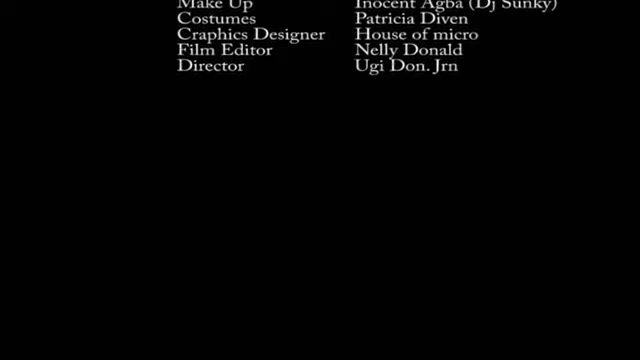 Make Up Inocent Agba (Dj Sunky)
Costumes Patricia Diven
Graphics Designer House of micro
Film Editor Nelly Donald
Director Ugi Don. Jrn